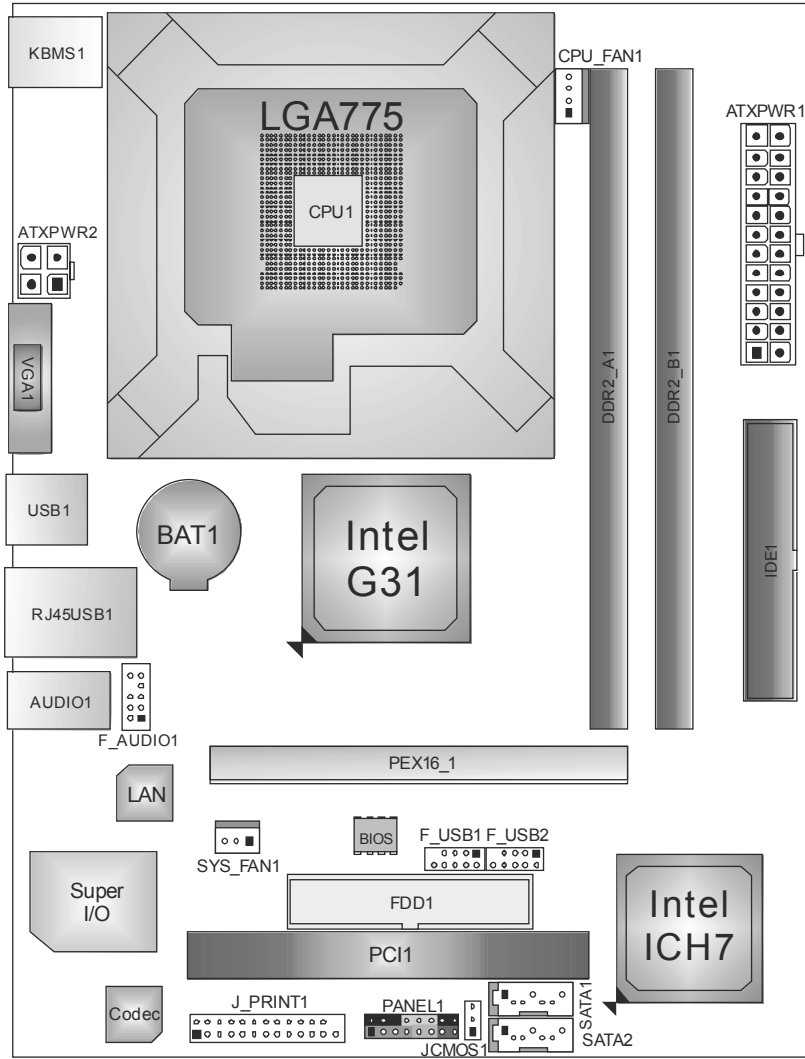 KBMS1
CPU_FAN1
LGA775
ATXPWR1
CPU1
ATXPWR2
VGA1
DDR2_A1
DDR2_B1
USB1
BAT1
Intel
G31
IDE1
RJ45USB1
AUDIO1
F_AUDIO1
PEX16_1
LAN
BIOS
F_USB1
F_USB2
SYS_FAN1
Super
I/O
FDD1
Intel
ICH7
PCI1
Codec
J_PRINT1
PANEL1
JCMOS1
SATA1
SATA2